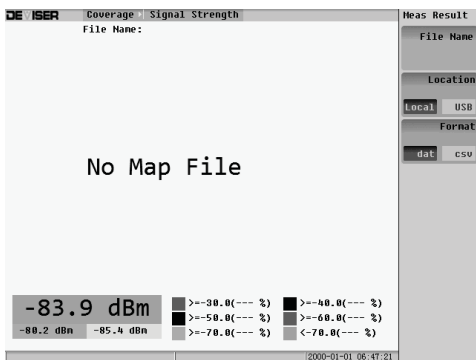 DEVISER Coverage Signal Strength Meas Result
File Name:
File Name
Location
Local USB
Format
dat csv
No Map File
-83.9 dBm
-80.2 dBm -85.4 dBm
>=-30.0(--- %) >=-40.0(--- %)
>=-50.0(--- %) >=-60.0(--- %)
>=-70.0(--- %) <-70.0(--- %)
2000-01-01 06:47:21